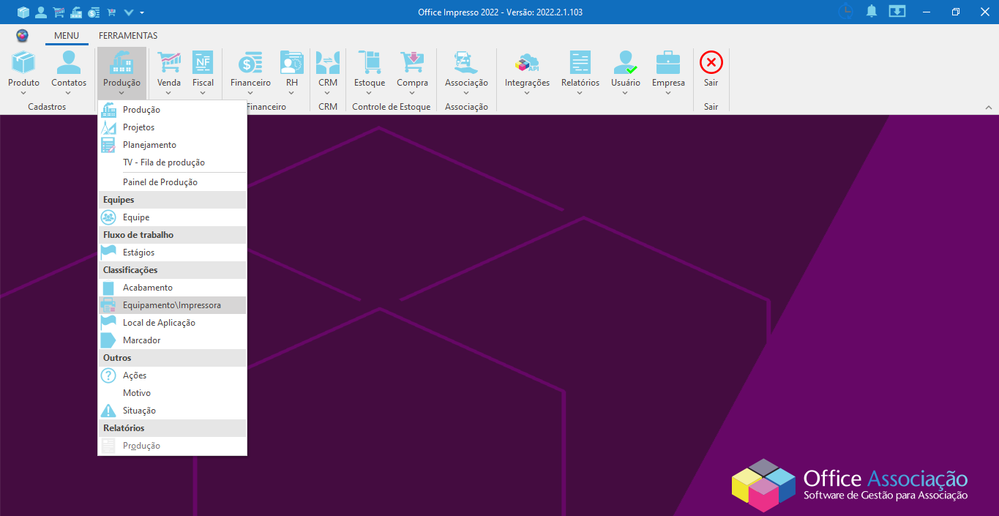 Office Impresso 2022 - Versão: 2022.2.1.103
MENU FERRAMENTAS
Produto Contatos Produção Venda Fiscal Financeiro RH CRM Estoque Compra Associação Integrações Relatórios Usuário Empresa Sair
Cadastros Financeiro CRM Controle de Estoque Associação Sair
NF
API
Produção
Projetos
Planejamento
TV - Fila de produção
Painel de Produção
Equipes
Equipe
Fluxo de trabalho
Estágios
Classificações
Acabamento
Equipamento\Impressora
Local de Aplicação
Marcador
Outros
Ações
Motivo
Situação
Relatórios
Produção
Office Associação
Software de Gestão para Associação